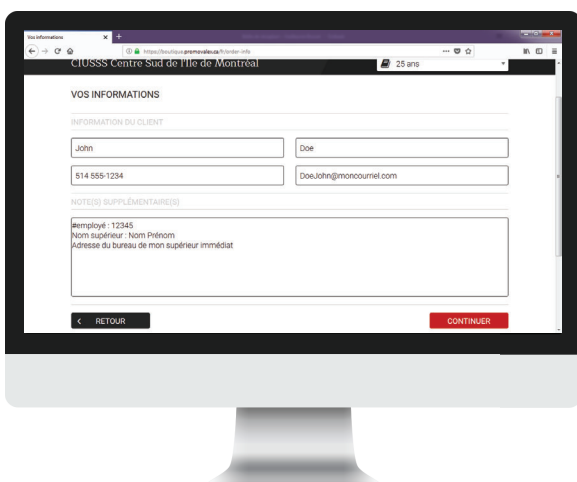 Vos informations
https://boutique.promovalex.ca/fr/order-info
CIUSSS Centre Sud de l'Ile de Montréal
25 ans
VOS INFORMATIONS
INFORMATION DU CLIENT
John
Doe
514 555-1234
DoeJohn@moncourriel.com
NOTE(S) SUPPLÉMENTAIRE(S)
#employé : 12345
Nom supérieur : Nom Prénom
Adresse du bureau de mon supérieur immédiat
< RETOUR
CONTINUER